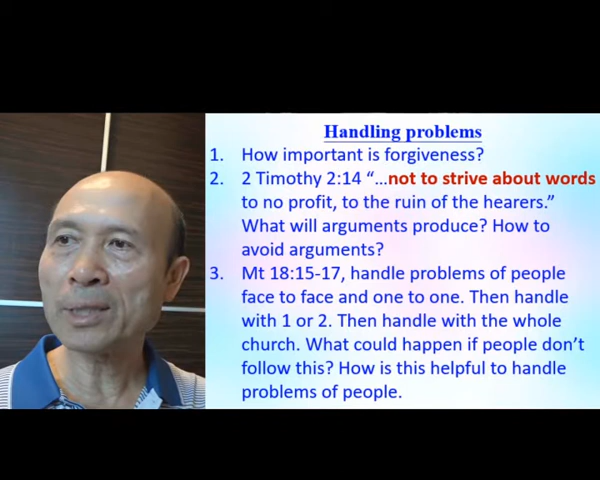 Handling problems
1. How important is forgiveness?
2. 2 Timothy 2:14 “…not to strive about words
to no profit, to the ruin of the hearers.”
What will arguments produce? How to
avoid arguments?
3. Mt 18:15-17, handle problems of people
face to face and one to one. Then handle
with 1 or 2. Then handle with the whole
church. What could happen if people don’t
follow this? How is this helpful to handle
problems of people.